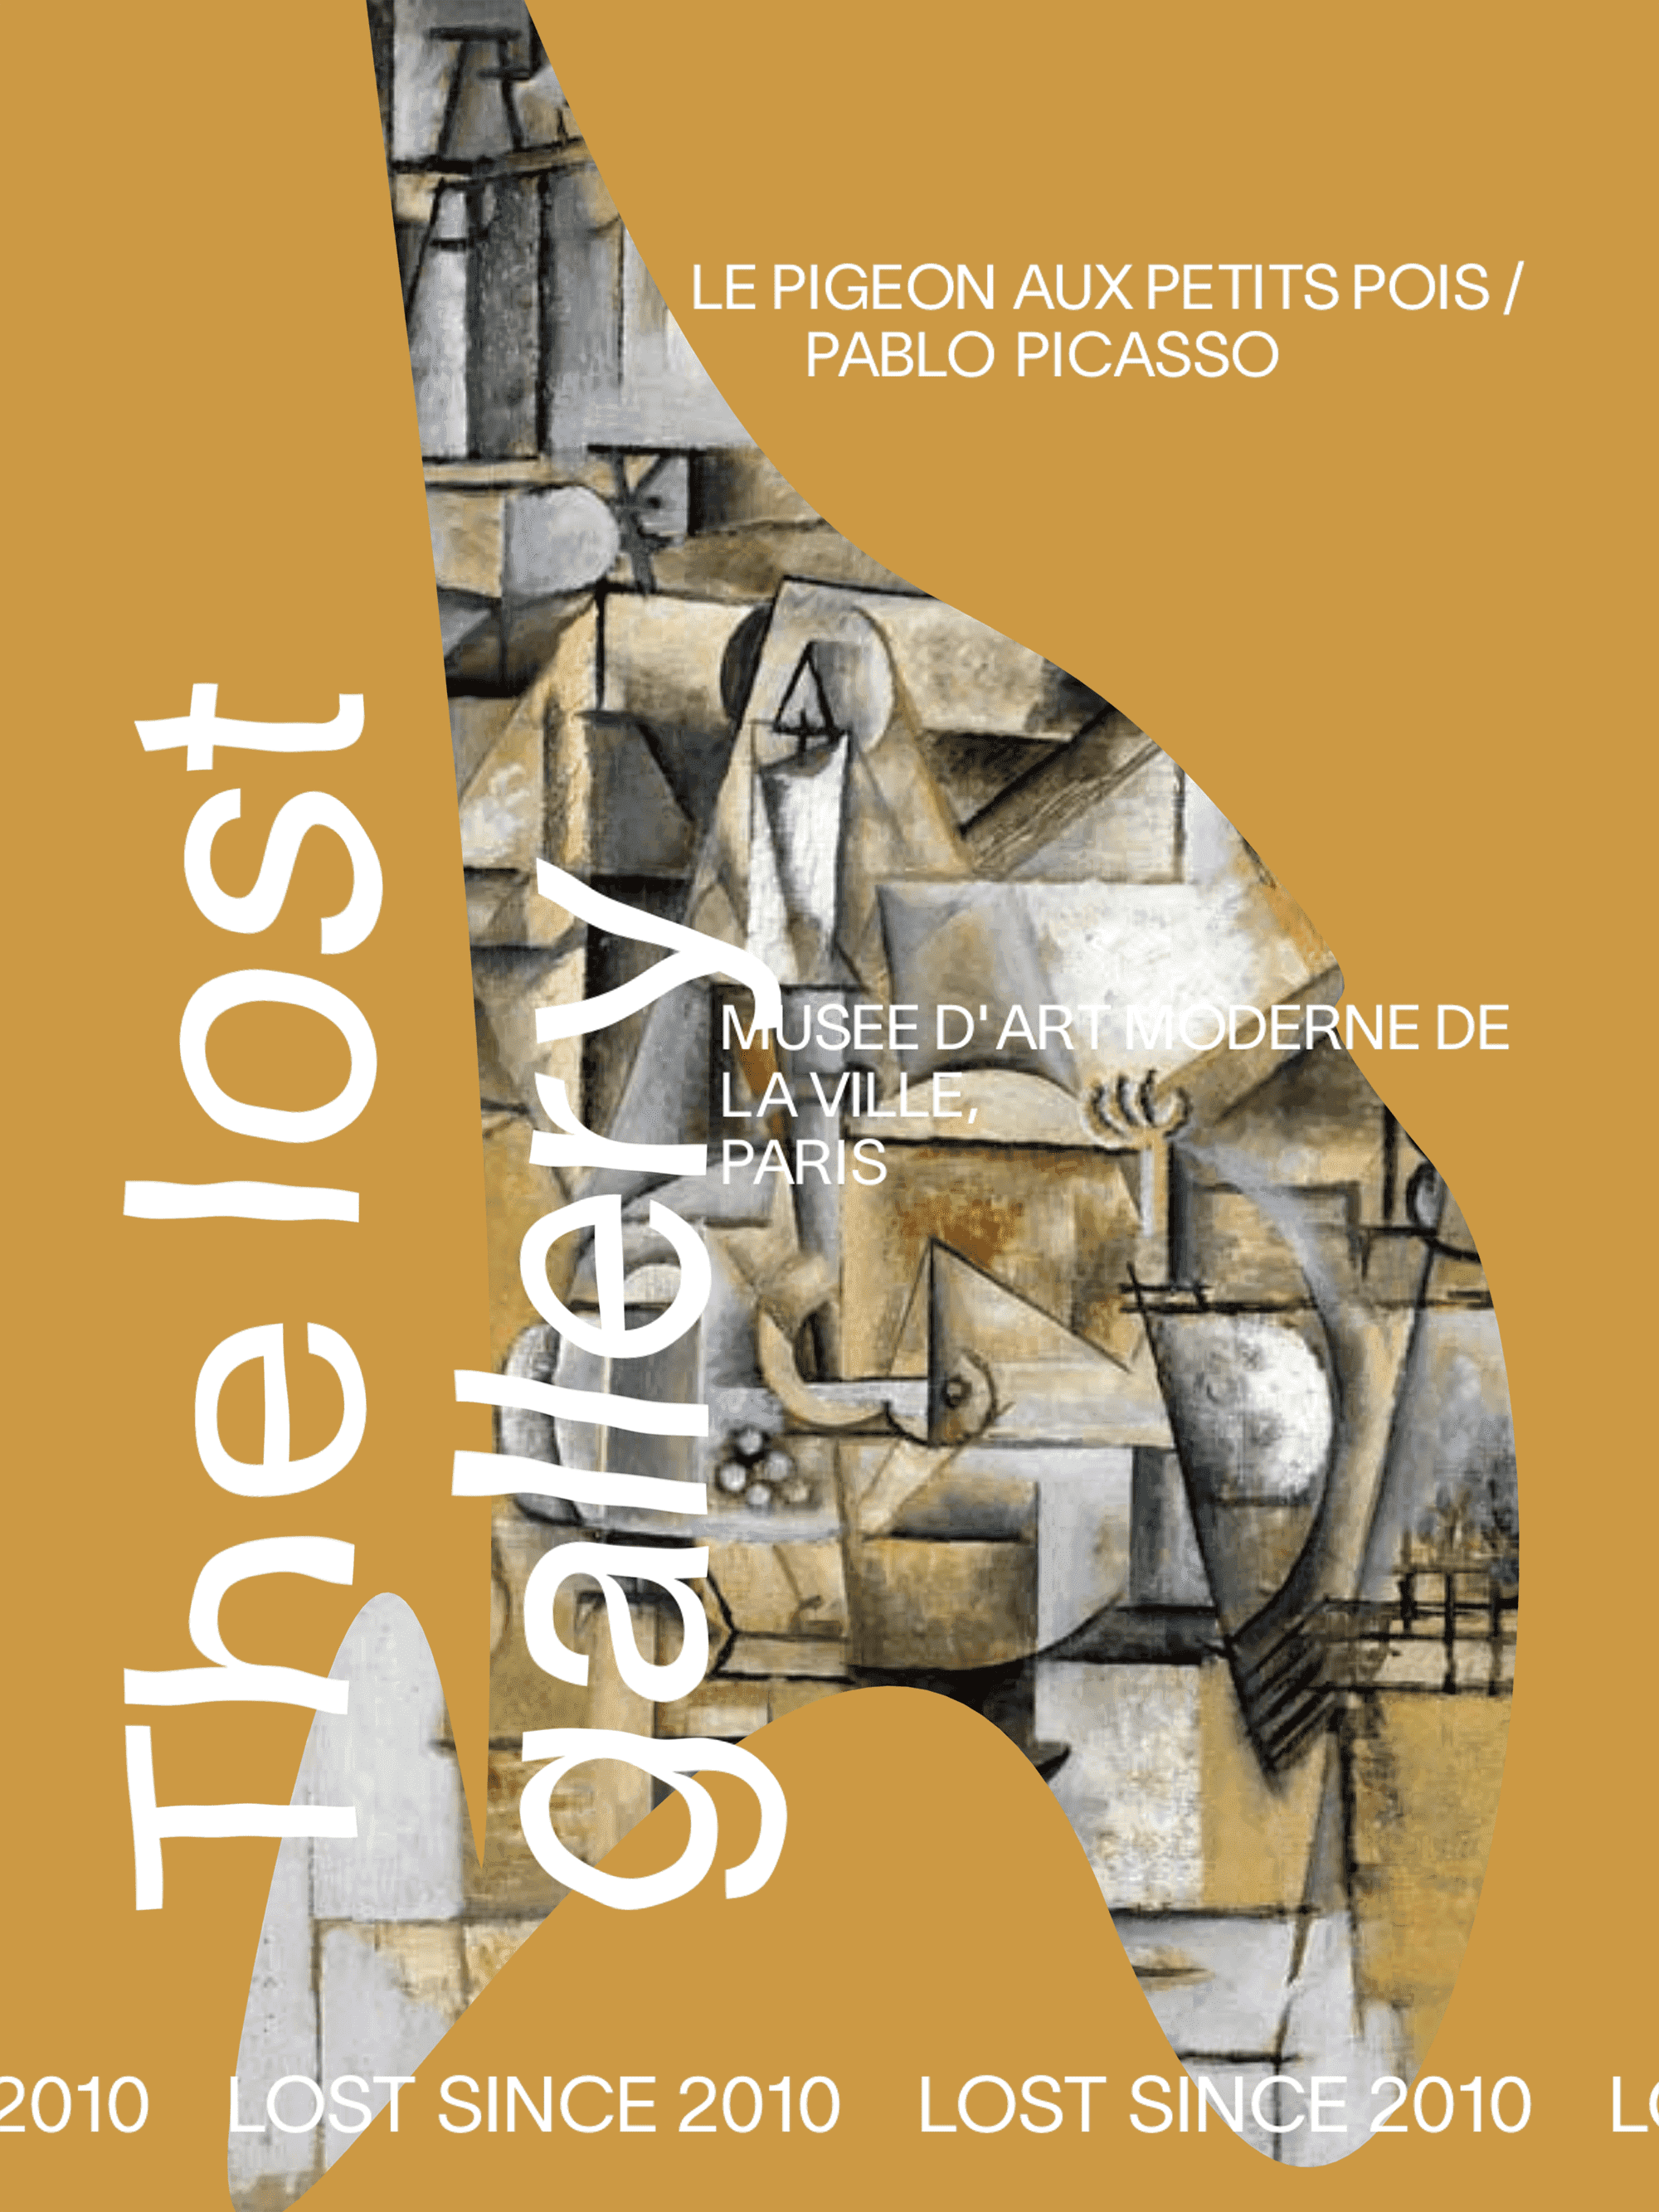 LE PIGEON AUX PETITS POIS /
PABLO PICASSO
The lost
gallery
MUSEE D'ART MODERNE DE
LA VILLE,
PARIS
2010 LOST SINCE 2010 LOST SINCE 2010 LO